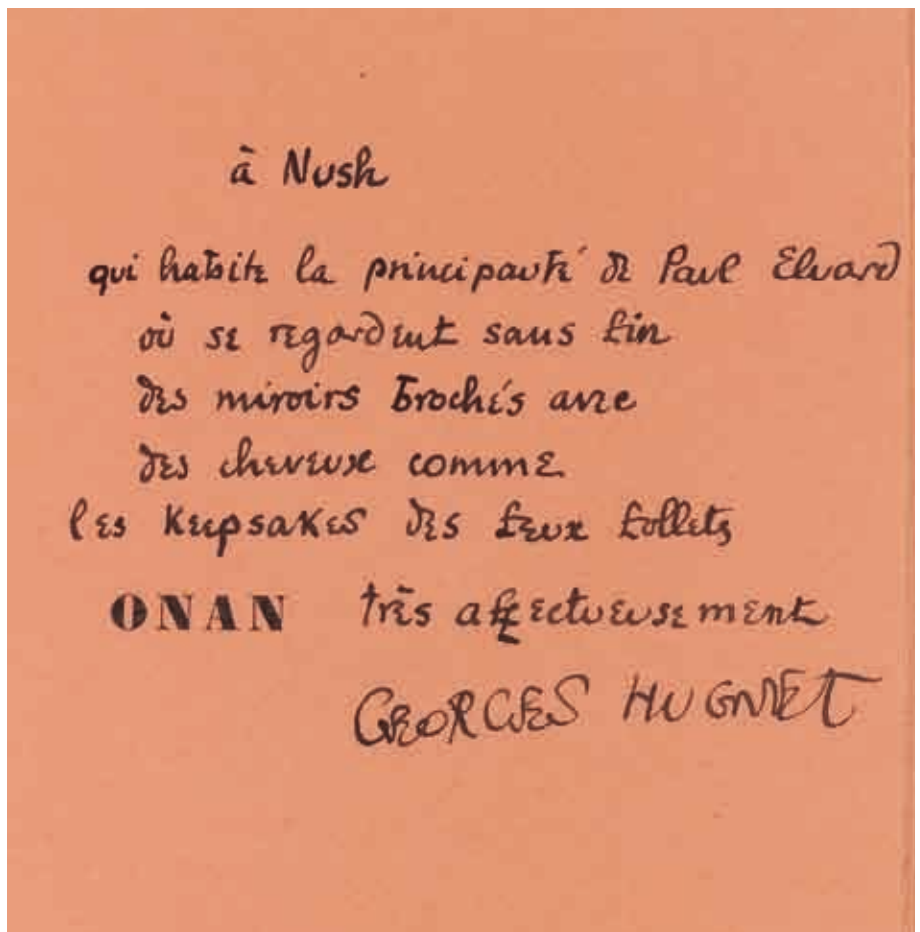 à Nush
qui habite la principauté de Paul Eluard
où se regardent sans fin
des miroirs brochés avec
des cheveux comme
les keepsakes des feux follets
ONAN très affectueusement
GEORGES HUGNET